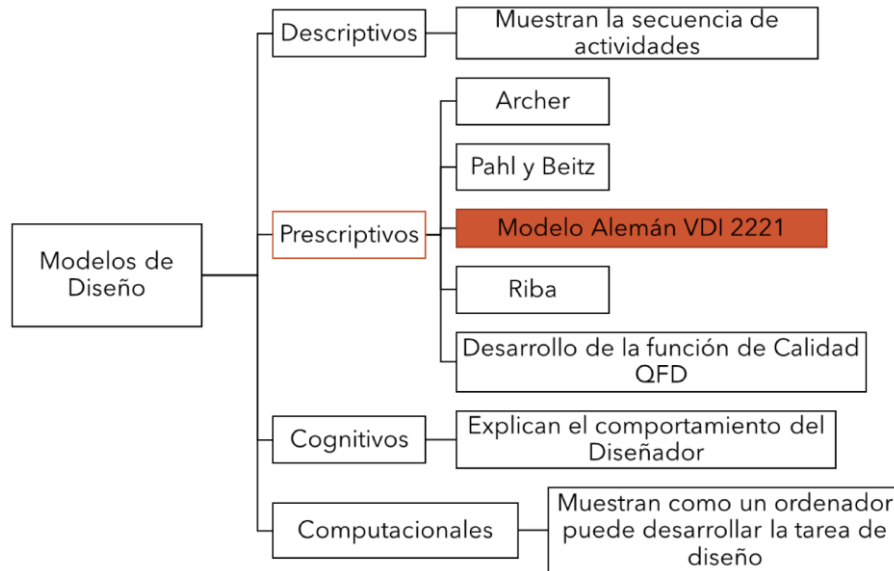 Modelos de
Diseño
Descriptivos
Muestran la secuencia de
actividades
Prescriptivos
Archer
Pahl y Beitz
Modelo Alemán VDI 2221
Riba
Desarrollo de la función de Calidad
QFD
Cognitivos
Explican el comportamiento del
Diseñador
Computacionales
Muestran como un ordenador
puede desarrollar la tarea de
diseño